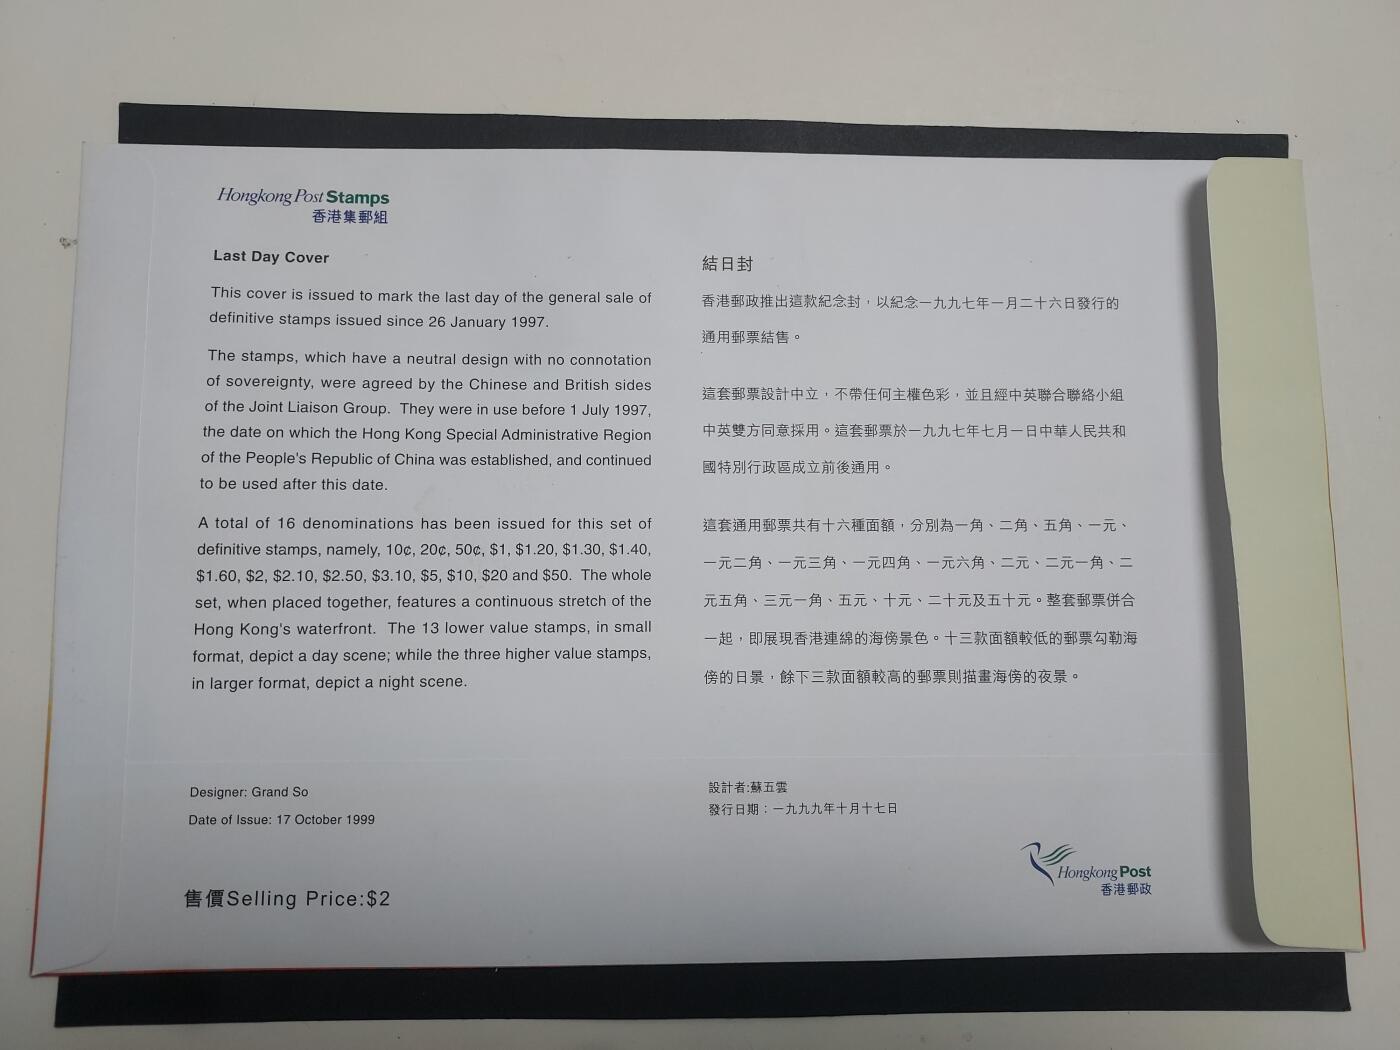 Hongkong Post Stamps
香港集郵組
Last Day Cover
This cover is issued to mark the last day of the general sale of
definitive stamps issued since 26 January 1997.
The stamps, which have a neutral design with no connotation
of sovereignty, were agreed by the Chinese and British sides
of the Joint Liaison Group. They were in use before 1 July 1997,
the date on which the Hong Kong Special Administrative Region
of the People's Republic of China was established, and continued
to be used after this date.
A total of 16 denominations has been issued for this set of
definitive stamps, namely, 10¢, 20¢, 50¢, $1, $1.20, $1.30, $1.40,
$1.60, $2, $2.10, $2.50, $3.10, $5, $10, $20 and $50. The whole
set, when placed together, features a continuous stretch of the
Hong Kong's waterfront. The 13 lower value stamps, in small
format, depict a day scene; while the three higher value stamps,
in larger format, depict a night scene.
Designer: Grand So
Date of Issue: 17 October 1999
售價Selling Price:$2
結日封
香港郵政推出這款紀念封，以紀念一九九七年一月二十六日發行的
通用郵票結售。
這套郵票設計中立，不帶任何主權色彩，並且經中英聯合聯絡小組
中英雙方同意採用。這套郵票於一九九七年七月一日中華人民共和
國特別行政區成立前後通用。
這套通用郵票共有十六種面額，分別為一角、二角、五角、一元、
一元二角、一元三角、一元四角、一元六角、二元、二元一角、二
元五角、三元一角、五元、十元、二十元及五十元。整套郵票併合
一起，即展現香港連綿的海傍景色。十三款面額較低的郵票勾勒海
傍的日景，餘下三款面額較高的郵票則描畫海傍的夜景。
設計者:蘇五雲
發行日期：一九九九年十月十七日
Hongkong Post
香港郵政